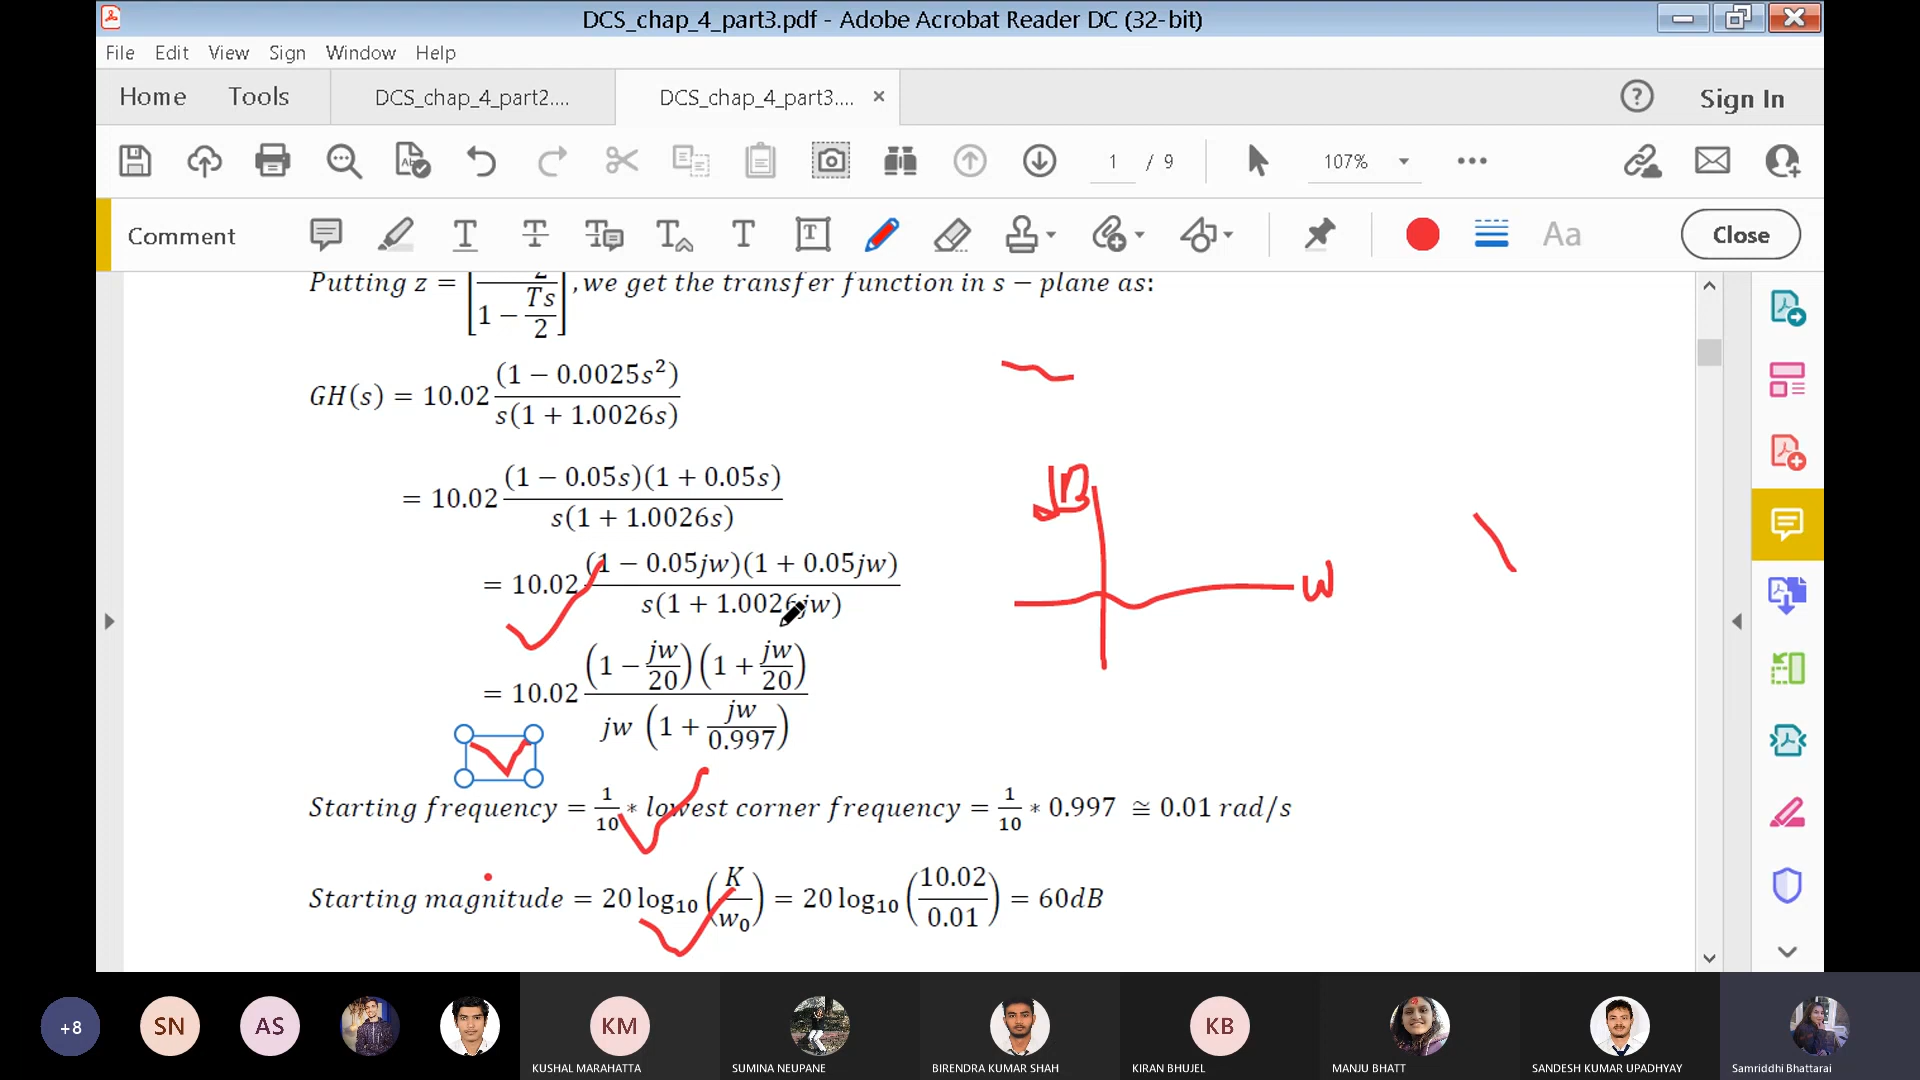 DCS_chap_4_part3.pdf - Adobe Acrobat Reader DC (32-bit)
File Edit View Sign Window Help
Home Tools DCS_chap_4_part2.... DCS_chap_4_part3.... × ? Sign In
1 / 9 107%
Comment Aa Close
Putting z = [ 2 / 1 − Ts/2 ], we get the transfer function in s − plane as:
GH(s) = 10.02 (1 − 0.0025s²) / s(1 + 1.0026s)
= 10.02 (1 − 0.05s)(1 + 0.05s) / s(1 + 1.0026s)
dB
= 10.02 (1 − 0.05jw)(1 + 0.05jw) / s(1 + 1.0026jw)
w
= 10.02 (1 − jw/20)(1 + jw/20) / jw (1 + jw/0.997)
Starting frequency = 1/10 * lowest corner frequency = 1/10 * 0.997 ≅ 0.01 rad/s
Starting magnitude = 20 log₁₀ (K/w₀) = 20 log₁₀ (10.02/0.01) = 60dB
+8 SN AS KM KB
KUSHAL MARAHATTA SUMINA NEUPANE BIRENDRA KUMAR SHAH KIRAN BHUJEL MANJU BHATT SANDESH KUMAR UPADHYAY Samriddhi Bhattarai